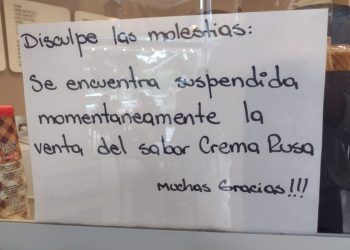 Disculpe las molestias:
Se encuentra suspendida
momentaneamente la
venta del sabor Crema Rusa
Muchas Gracias!!!